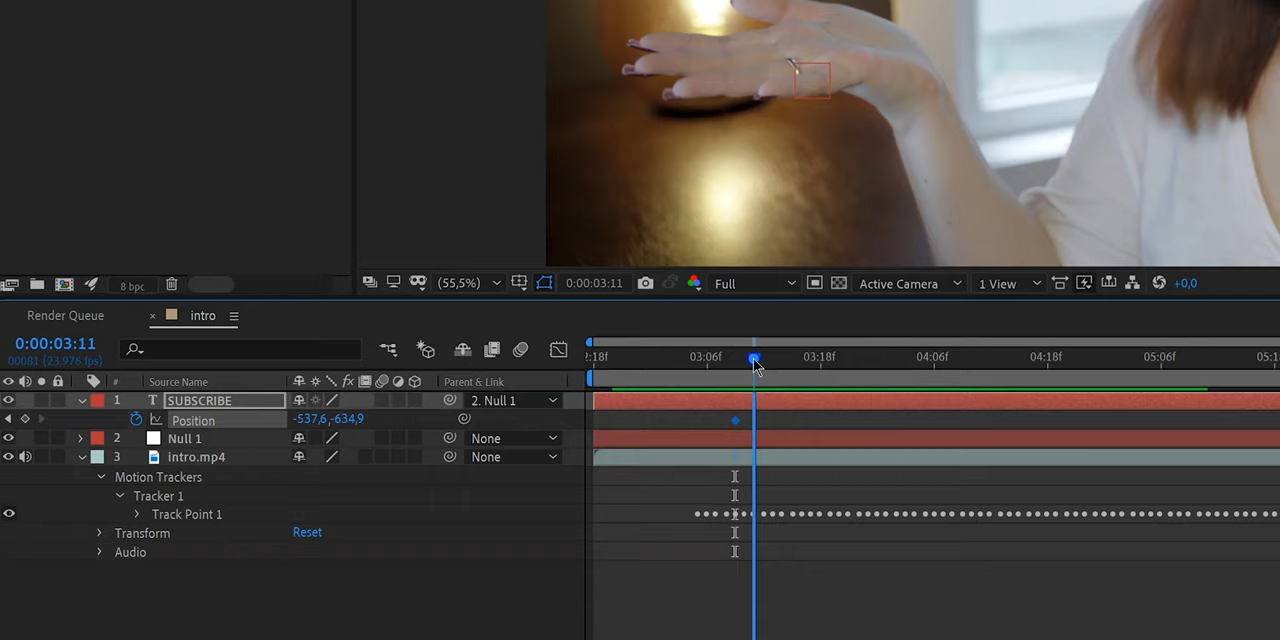 8 bpc
(55,5%)
0:00:03:11
Full
Active Camera
1 View
+0,0
Render Queue
× intro
0:00:03:11
00081 (23.976 fps)
:18f 03:06f 03:18f 04:06f 04:18f 05:06f 05:1
# Source Name fx Parent & Link
1 T SUBSCRIBE 2. Null 1
Position -537,6,-634,9
2 Null 1 None
3 intro.mp4 None
Motion Trackers
Tracker 1
Track Point 1
Transform Reset
Audio